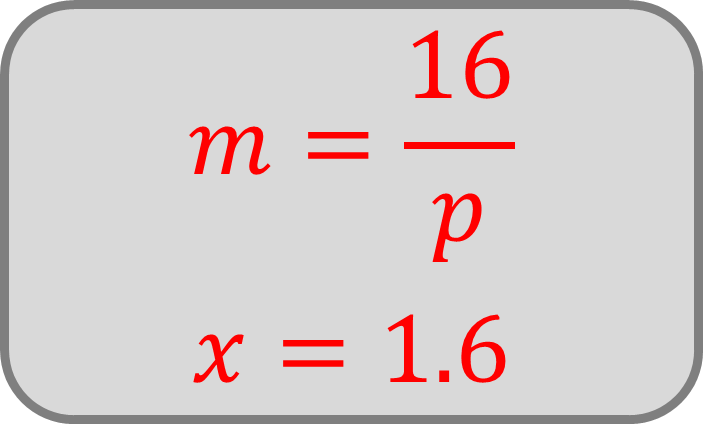 m = 16/p
x = 1.6